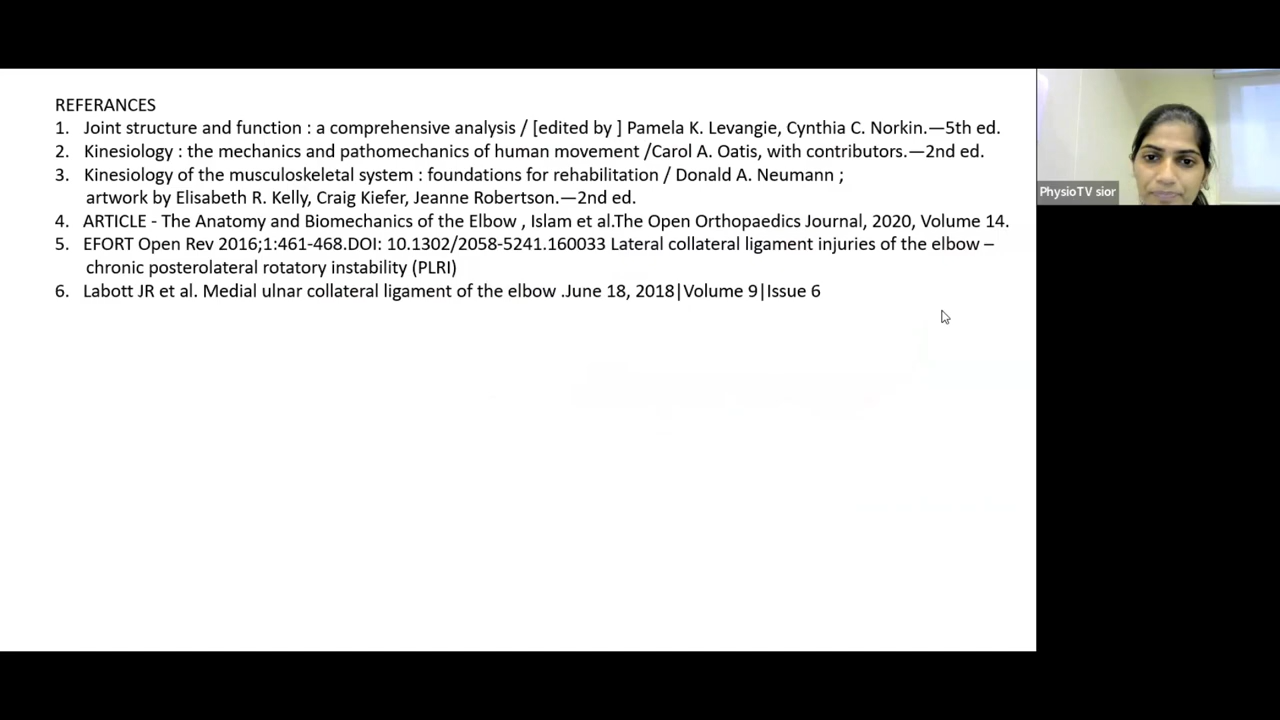 REFERANCES
1. Joint structure and function : a comprehensive analysis / [edited by ] Pamela K. Levangie, Cynthia C. Norkin.—5th ed.
2. Kinesiology : the mechanics and pathomechanics of human movement /Carol A. Oatis, with contributors.—2nd ed.
3. Kinesiology of the musculoskeletal system : foundations for rehabilitation / Donald A. Neumann ;
artwork by Elisabeth R. Kelly, Craig Kiefer, Jeanne Robertson.—2nd ed.
4. ARTICLE - The Anatomy and Biomechanics of the Elbow , Islam et al.The Open Orthopaedics Journal, 2020, Volume 14.
5. EFORT Open Rev 2016;1:461-468.DOI: 10.1302/2058-5241.160033 Lateral collateral ligament injuries of the elbow –
chronic posterolateral rotatory instability (PLRI)
6. Labott JR et al. Medial ulnar collateral ligament of the elbow .June 18, 2018|Volume 9|Issue 6
PhysioTV sior